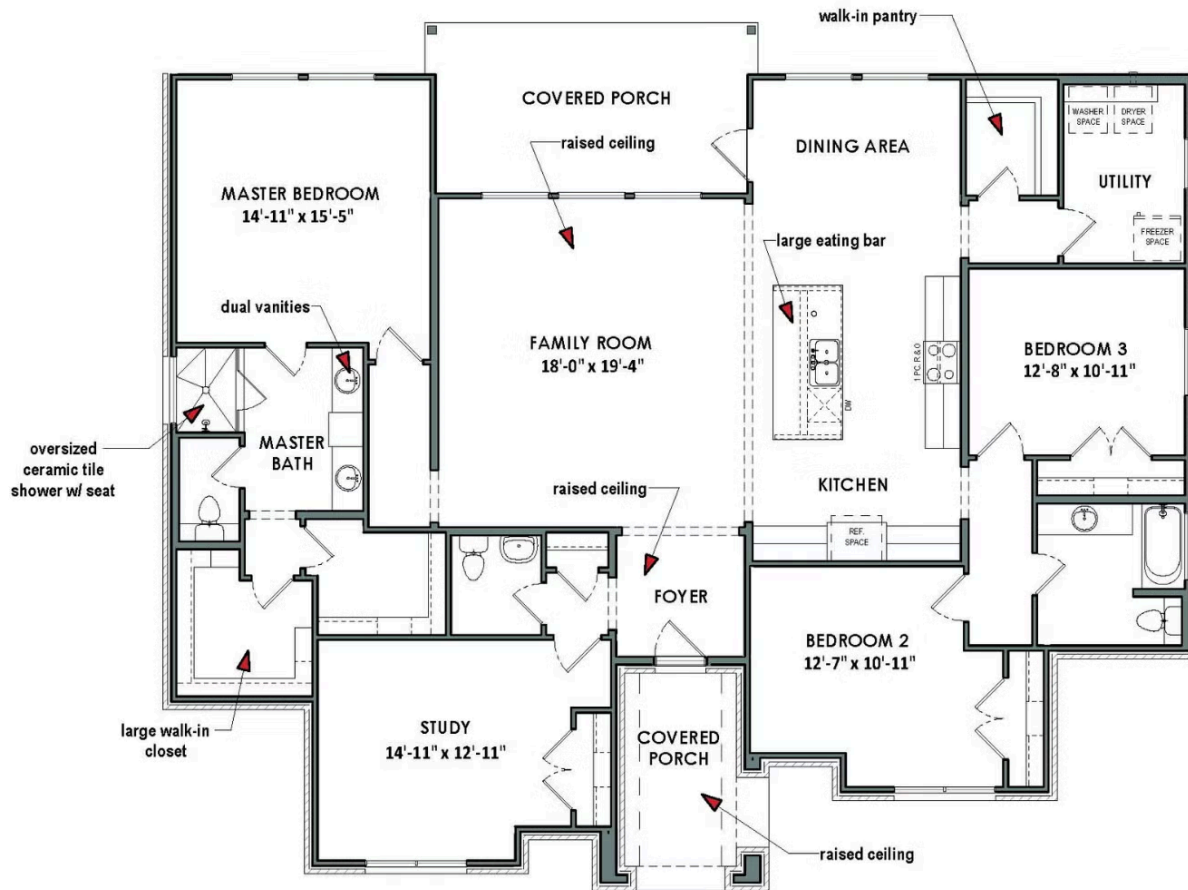 walk-in pantry
COVERED PORCH
raised ceiling
DINING AREA
WASHER
SPACE
DRYER
SPACE
UTILITY
FREEZER
SPACE
MASTER BEDROOM
14'-11" x 15'-5"
large eating bar
dual vanities
FAMILY ROOM
18'-0" x 19'-4"
1 PC. R & O
BEDROOM 3
12'-8" x 10'-11"
DW
oversized
ceramic tile
shower w/ seat
MASTER
BATH
raised ceiling
KITCHEN
REF.
SPACE
FOYER
BEDROOM 2
12'-7" x 10'-11"
large walk-in
closet
STUDY
14'-11" x 12'-11"
COVERED
PORCH
raised ceiling